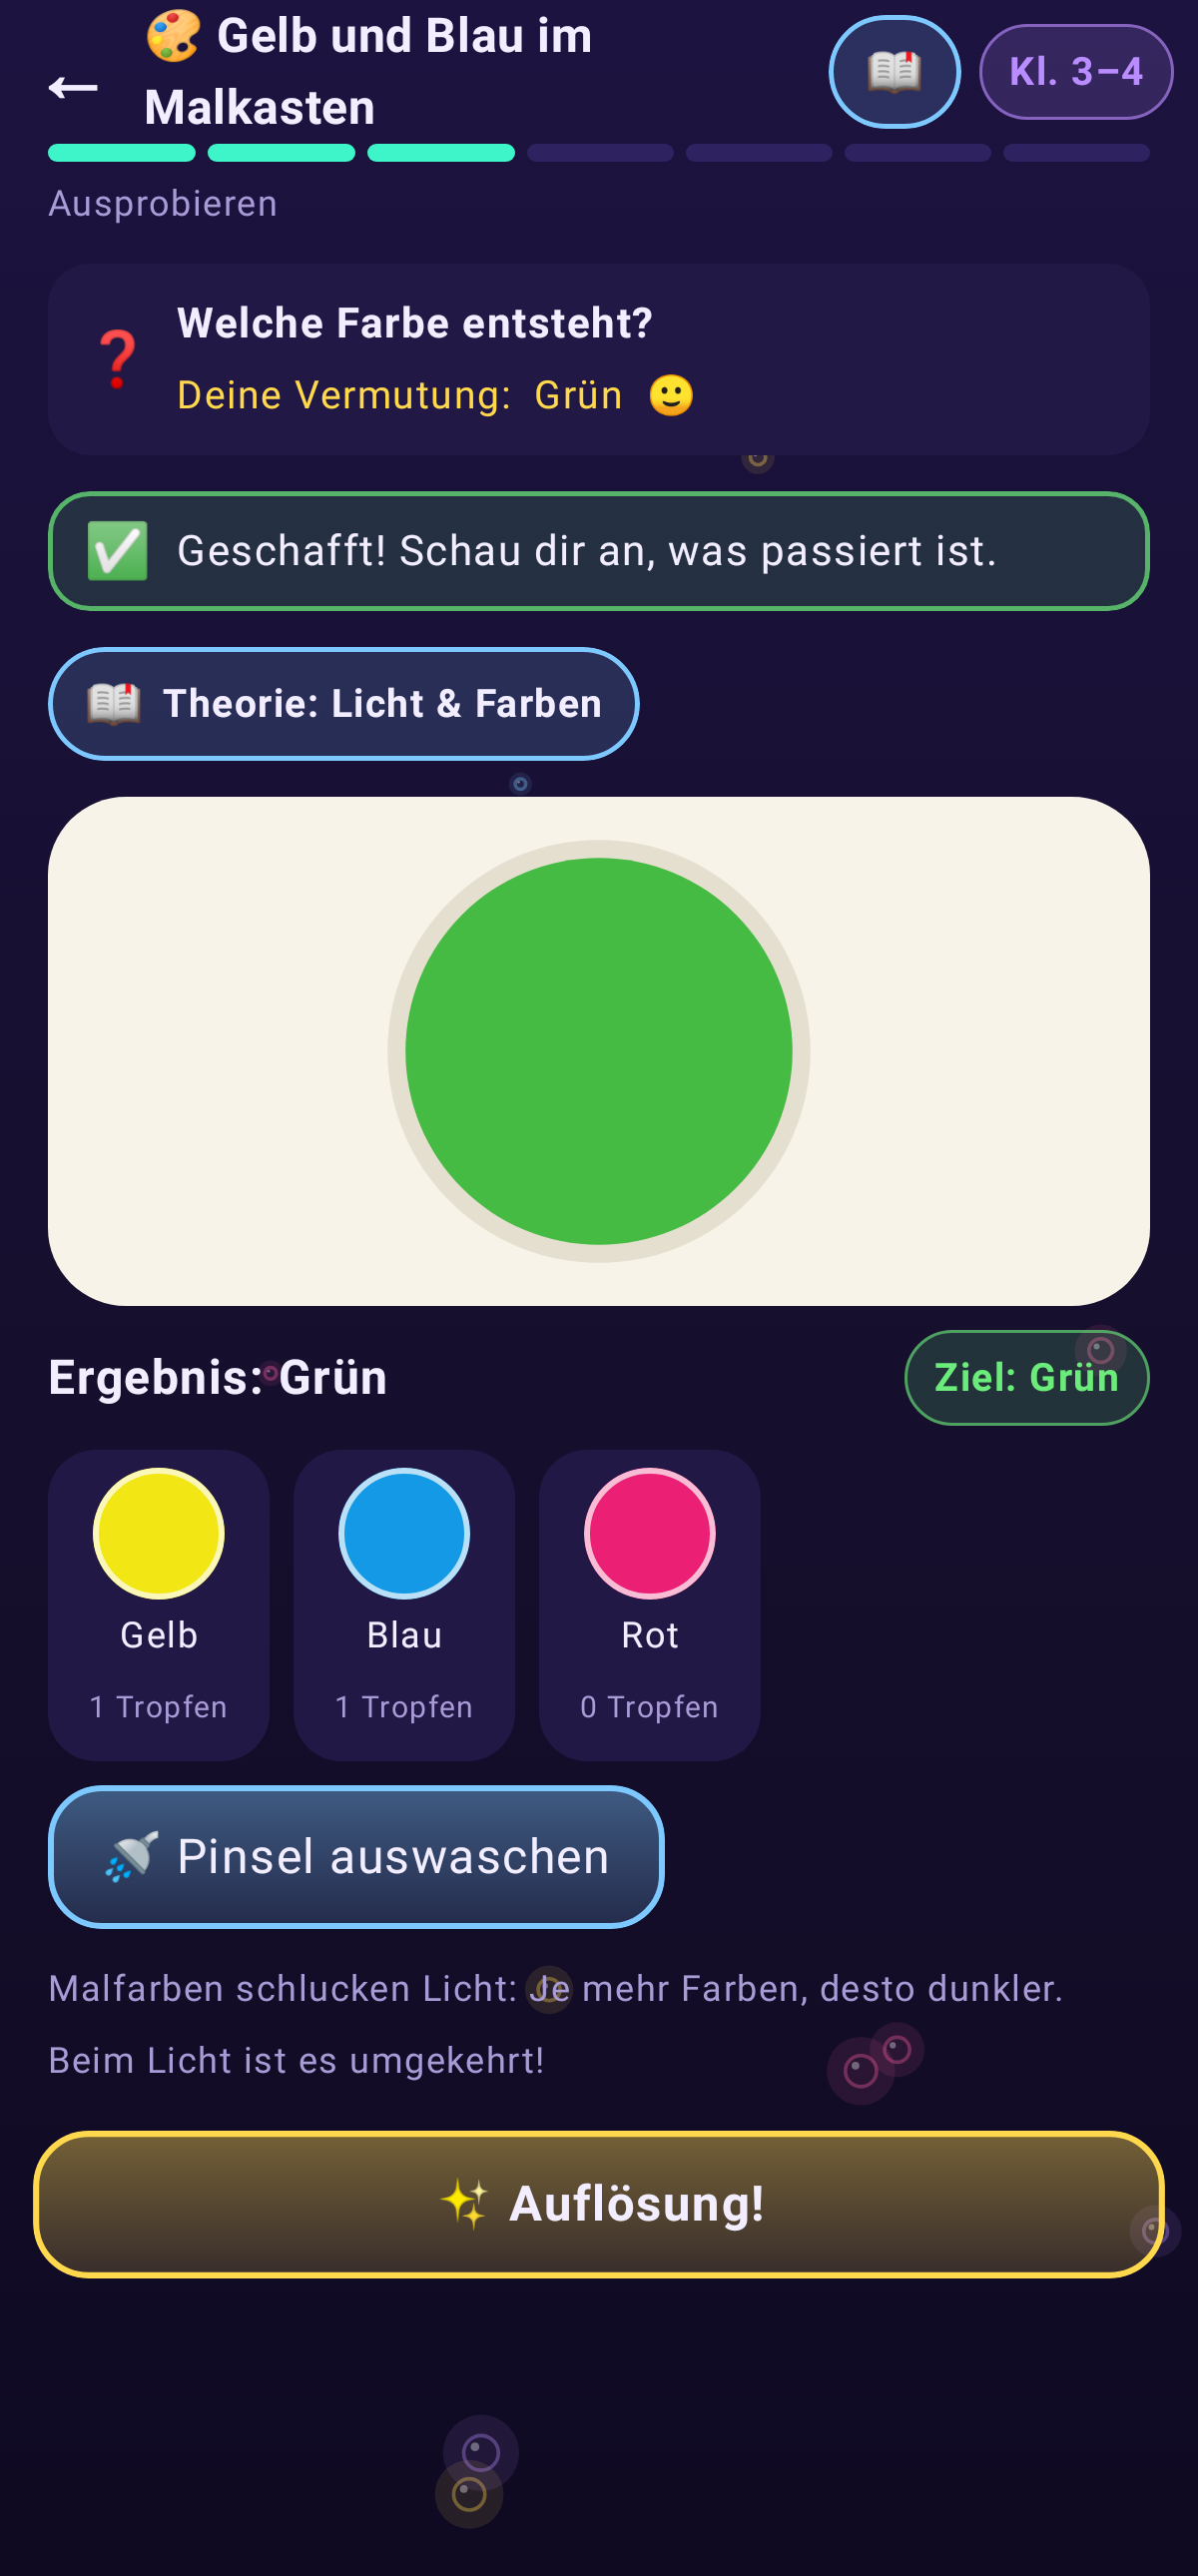 🎨 Gelb und Blau im
Malkasten
Kl. 3–4
Ausprobieren
Welche Farbe entsteht?
Deine Vermutung: Grün 🙂
Geschafft! Schau dir an, was passiert ist.
Theorie: Licht & Farben
Ergebnis: Grün
Ziel: Grün
Gelb
Blau
Rot
1 Tropfen
1 Tropfen
0 Tropfen
Pinsel auswaschen
Malfarben schlucken Licht: Je mehr Farben, desto dunkler.
Beim Licht ist es umgekehrt!
✨ Auflösung!